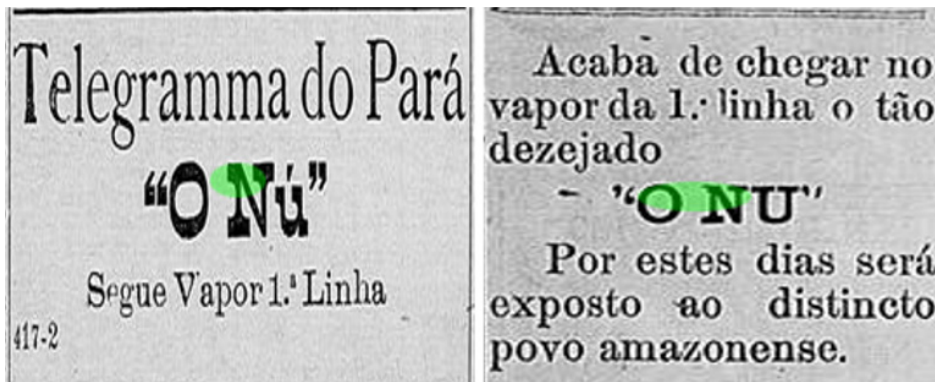 Telegramma do Pará
“O Nú”
Segue Vapor 1.ª Linha
417-2
Acaba de chegar no
vapor da 1.ª linha o tão
dezejado
– “O NU”
Por estes dias será
exposto ao distincto
povo amazonense.